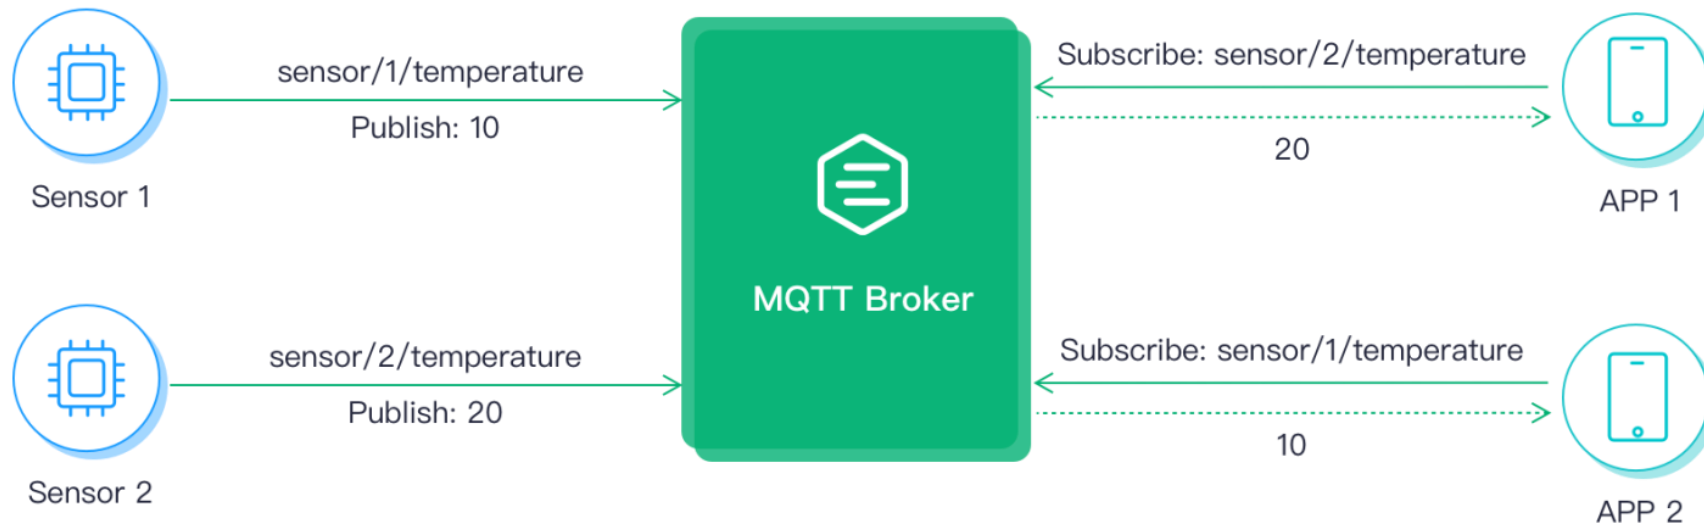 sensor/1/temperature
Publish: 10
Sensor 1
sensor/2/temperature
Publish: 20
Sensor 2
MQTT Broker
Subscribe: sensor/2/temperature
20
APP 1
Subscribe: sensor/1/temperature
10
APP 2